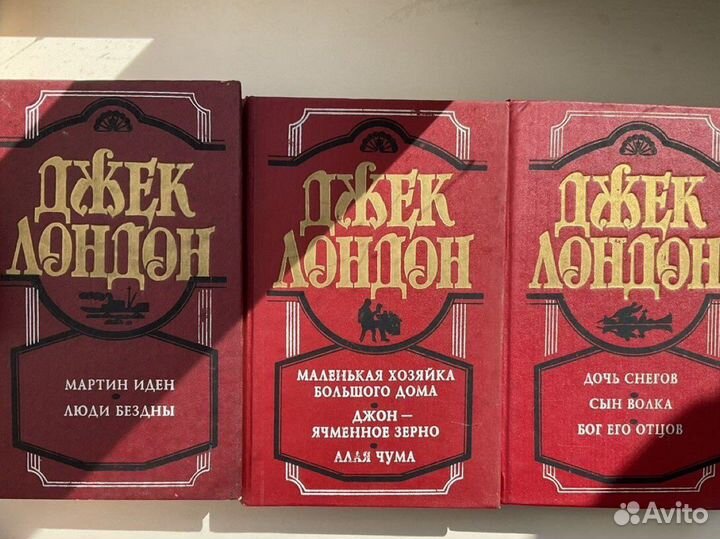 ДЖЕК
ЛОНДОН
МАРТИН ИДЕН
ЛЮДИ БЕЗДНЫ
ДЖЕК
ЛОНДОН
МАЛЕНЬКАЯ ХОЗЯЙКА
БОЛЬШОГО ДОМА
ДЖОН —
ЯЧМЕННОЕ ЗЕРНО
АЛАЯ ЧУМА
ДЖЕК
ЛОНДОН
ДОЧЬ СНЕГОВ
СЫН ВОЛКА
БОГ ЕГО ОТЦОВ
Avito